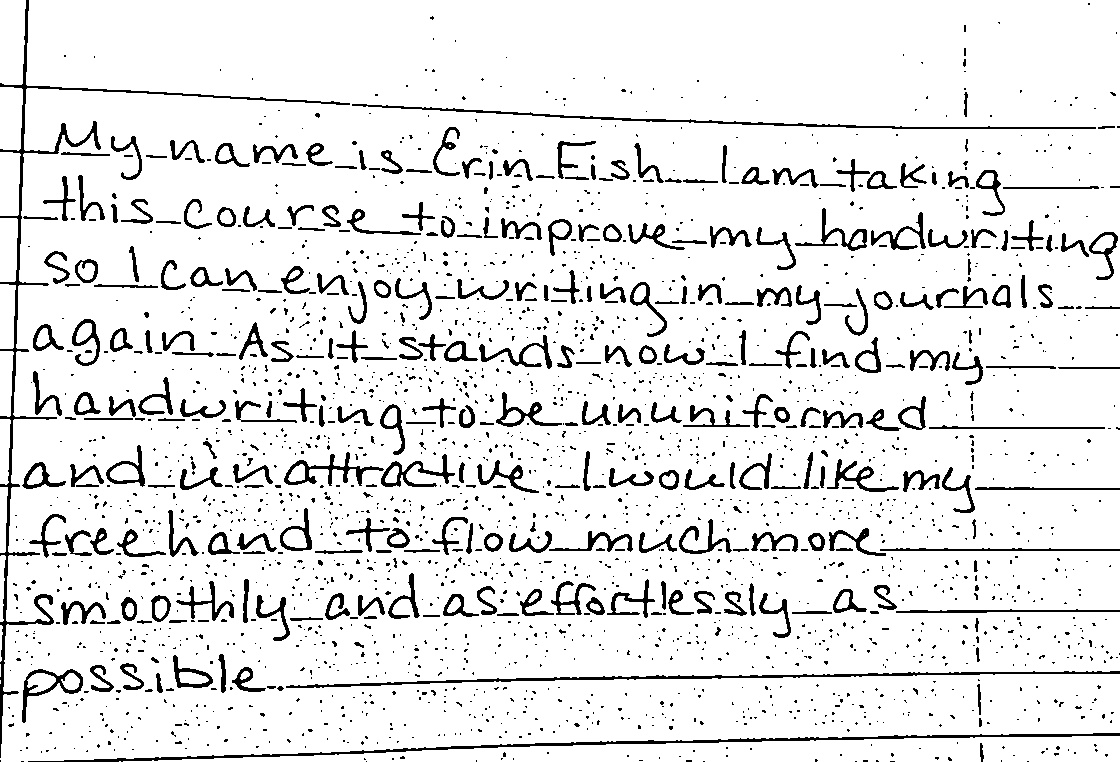 My name is Erin Fish I am taking
this course to improve my handwriting
so I can enjoy writing in my journals
again. As it stands now I find my
handwriting to be ununiformed
and unattractive. I would like my
free hand to flow much more
smoothly and as effortlessly as
possible.